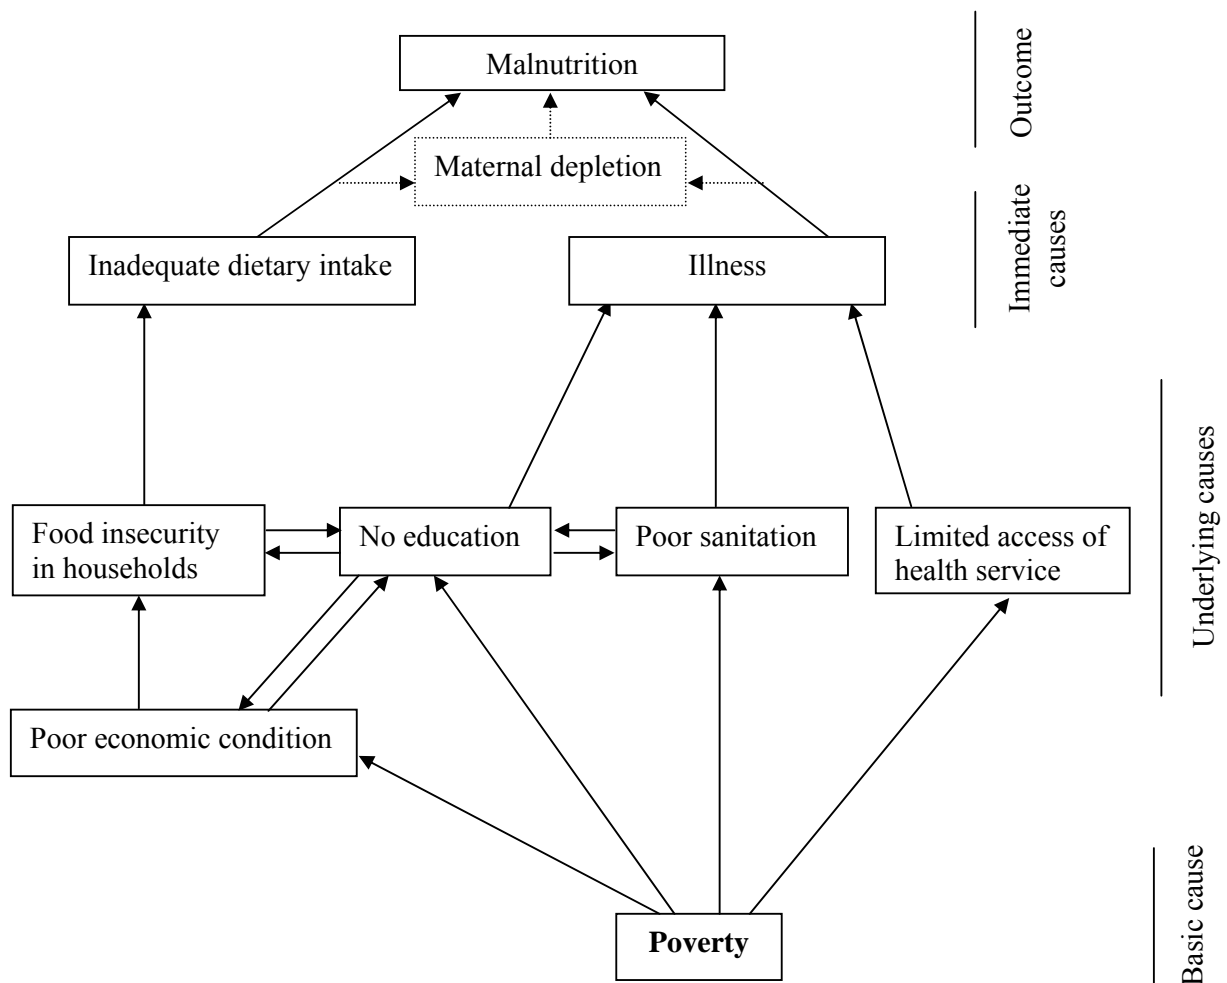 Malnutrition
Outcome
Maternal depletion
Immediate
causes
Inadequate dietary intake
Illness
Underlying causes
Food insecurity
in households
No education
Poor sanitation
Limited access of
health service
Poor economic condition
Basic cause
Poverty